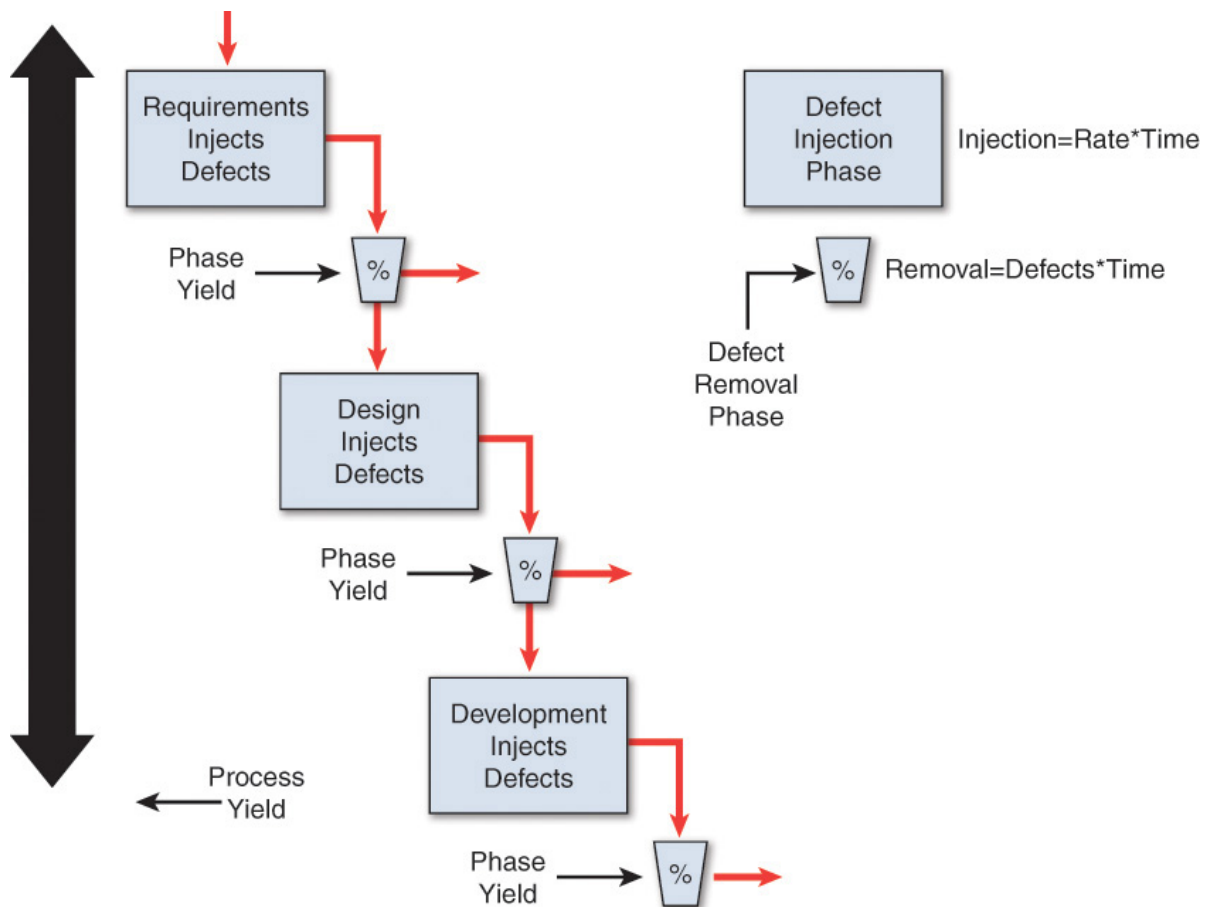 Requirements
Injects
Defects
Defect
Injection
Phase
Injection=Rate*Time
Phase
Yield
%
%
Removal=Defects*Time
Defect
Removal
Phase
Design
Injects
Defects
Phase
Yield
%
Development
Injects
Defects
Process
Yield
Phase
Yield
%